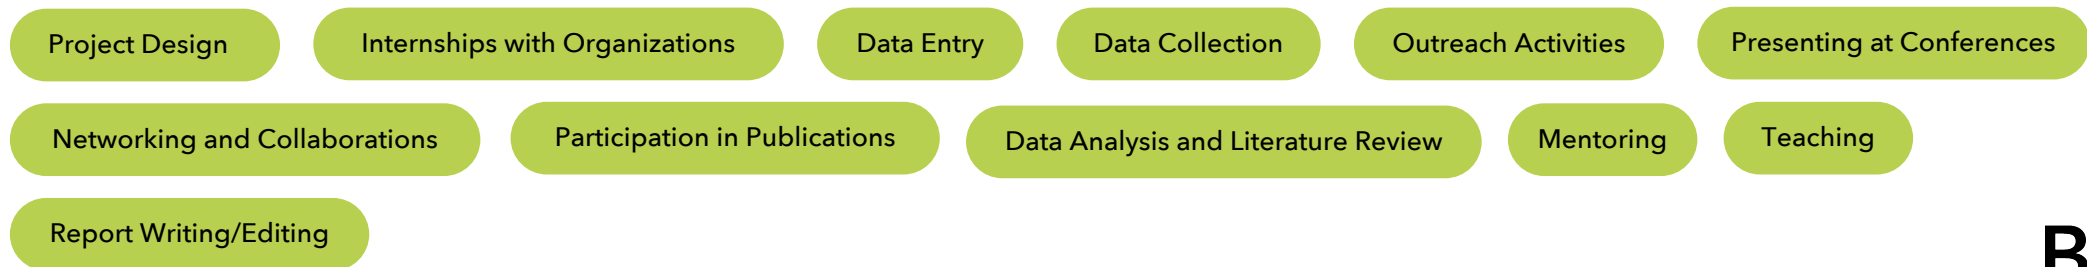 Project Design Internships with Organizations Data Entry Data Collection Outreach Activities Presenting at Conferences
Networking and Collaborations Participation in Publications Data Analysis and Literature Review Mentoring Teaching
Report Writing/Editing
B